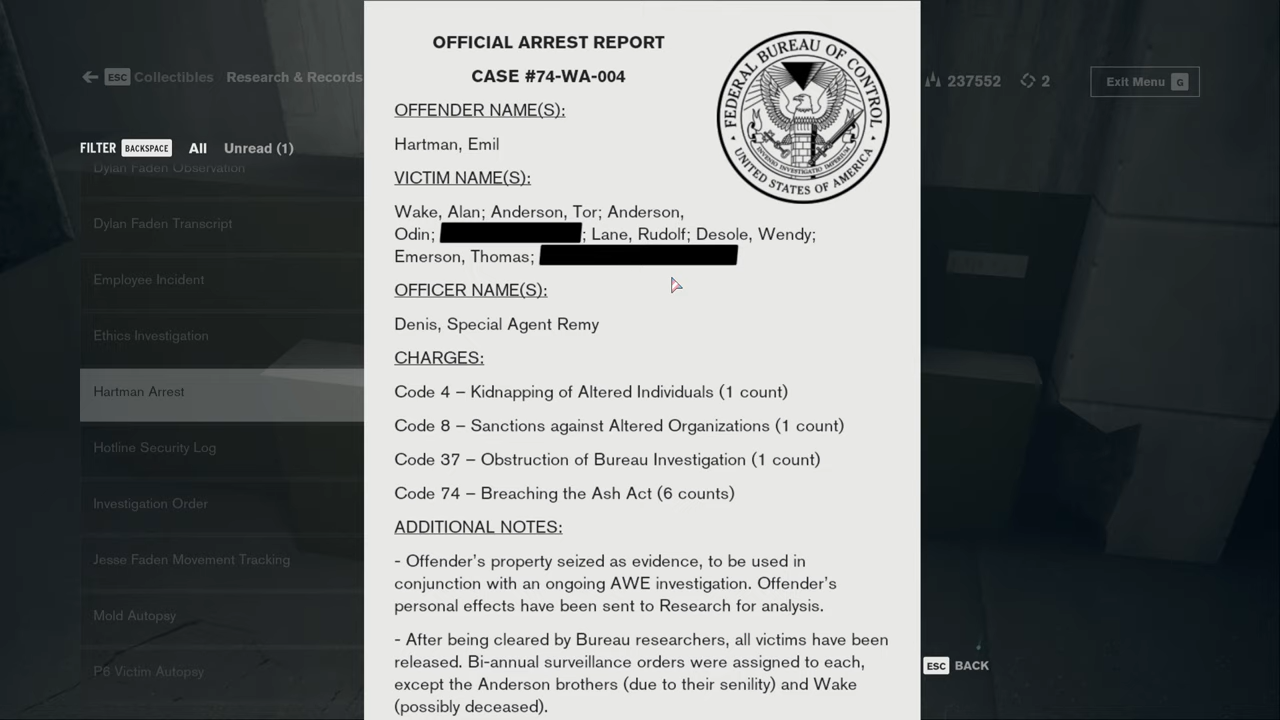 OFFICIAL ARREST REPORT
CASE #74-WA-004
FEDERAL BUREAU OF CONTROL
UNITED STATES OF AMERICA
ESC Collectibles Research & Records
237552 2 Exit Menu G
FILTER BACKSPACE All Unread (1)
Dylan Faden Observation
Dylan Faden Transcript
Employee Incident
Ethics Investigation
Hartman Arrest
Hotline Security Log
Investigation Order
Jesse Faden Movement Tracking
Mold Autopsy
P6 Victim Autopsy
OFFENDER NAME(S):
Hartman, Emil
VICTIM NAME(S):
Wake, Alan; Anderson, Tor; Anderson,
Odin; ; Lane, Rudolf; Desole, Wendy;
Emerson, Thomas;
OFFICER NAME(S):
Denis, Special Agent Remy
CHARGES:
Code 4 – Kidnapping of Altered Individuals (1 count)
Code 8 – Sanctions against Altered Organizations (1 count)
Code 37 – Obstruction of Bureau Investigation (1 count)
Code 74 – Breaching the Ash Act (6 counts)
ADDITIONAL NOTES:
- Offender's property seized as evidence, to be used in
conjunction with an ongoing AWE investigation. Offender's
personal effects have been sent to Research for analysis.
- After being cleared by Bureau researchers, all victims have been
released. Bi-annual surveillance orders were assigned to each,
except the Anderson brothers (due to their senility) and Wake
(possibly deceased).
ESC BACK